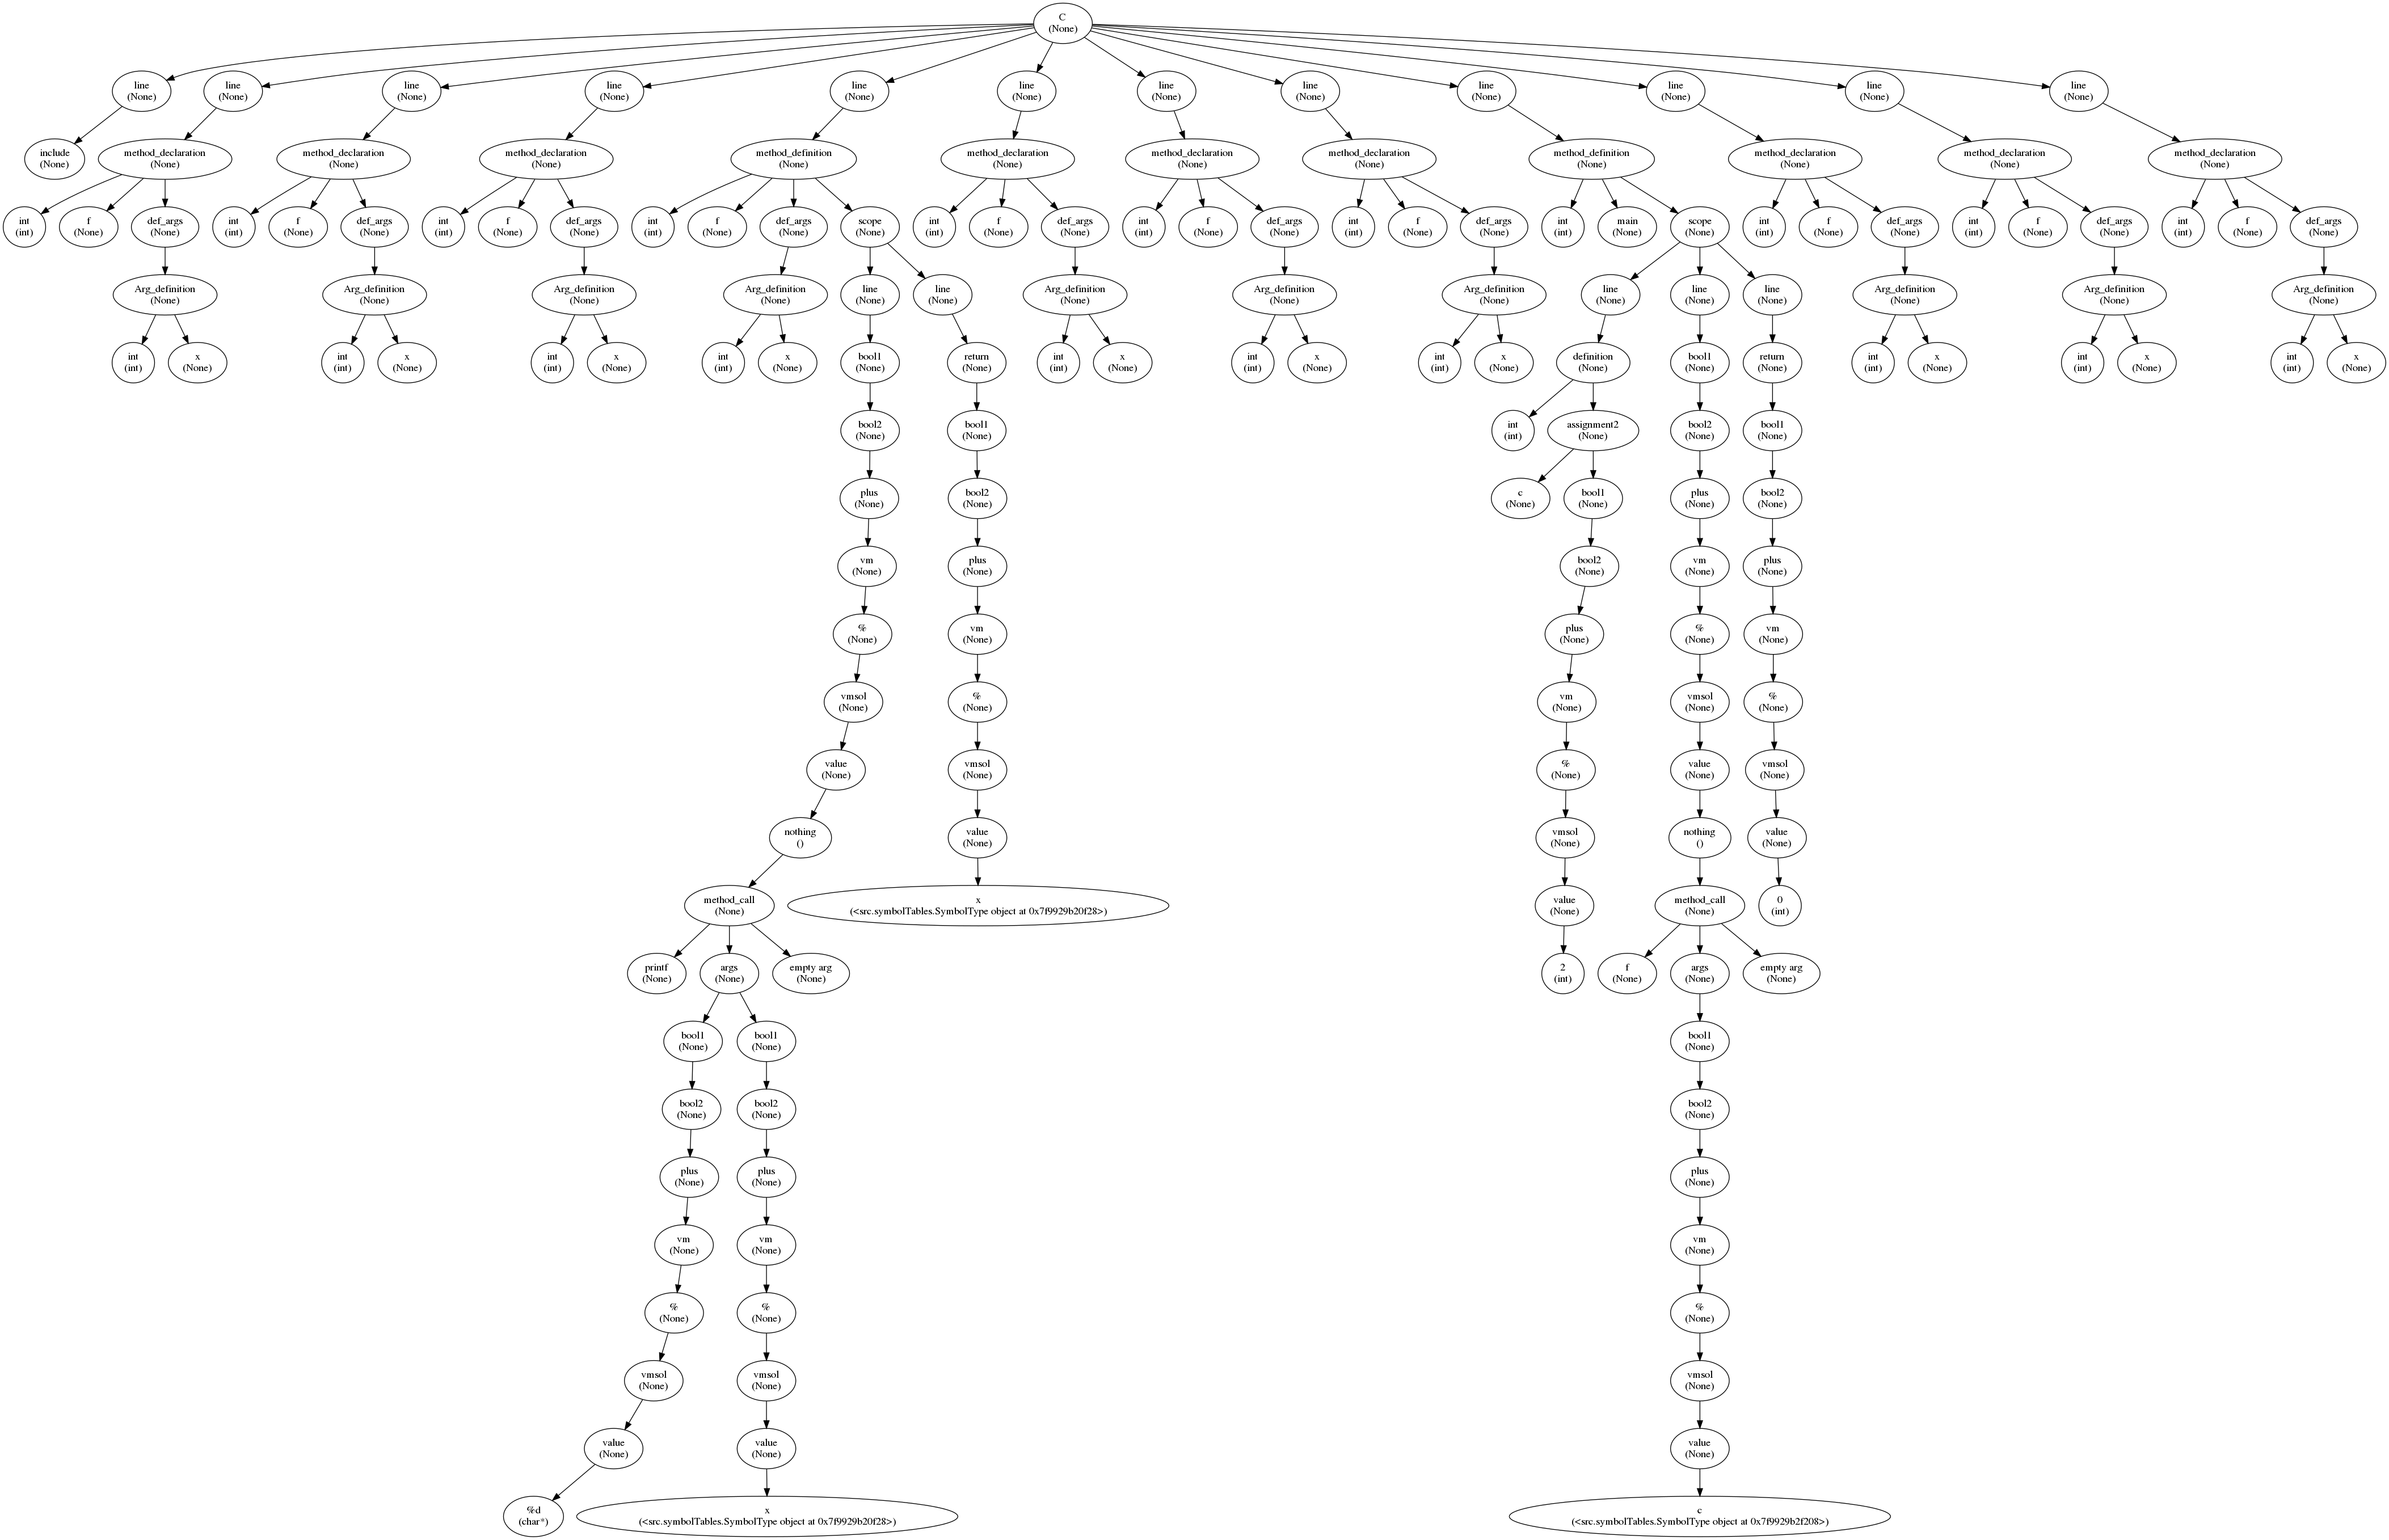 C
(None)
line
(None)
line
(None)
line
(None)
line
(None)
line
(None)
line
(None)
line
(None)
line
(None)
line
(None)
line
(None)
line
(None)
line
(None)
include
(None)
method_declaration
(None)
method_declaration
(None)
method_declaration
(None)
method_definition
(None)
method_declaration
(None)
method_declaration
(None)
method_declaration
(None)
method_definition
(None)
method_declaration
(None)
method_declaration
(None)
method_declaration
(None)
int
(int)
f
(None)
def_args
(None)
int
(int)
f
(None)
def_args
(None)
int
(int)
f
(None)
def_args
(None)
int
(int)
f
(None)
def_args
(None)
scope
(None)
int
(int)
f
(None)
def_args
(None)
int
(int)
f
(None)
def_args
(None)
int
(int)
f
(None)
def_args
(None)
int
(int)
main
(None)
scope
(None)
int
(int)
f
(None)
def_args
(None)
int
(int)
f
(None)
def_args
(None)
int
(int)
f
(None)
def_args
(None)
Arg_definition
(None)
Arg_definition
(None)
Arg_definition
(None)
Arg_definition
(None)
line
(None)
line
(None)
Arg_definition
(None)
Arg_definition
(None)
Arg_definition
(None)
line
(None)
line
(None)
line
(None)
Arg_definition
(None)
Arg_definition
(None)
Arg_definition
(None)
int
(int)
x
(None)
int
(int)
x
(None)
int
(int)
x
(None)
int
(int)
x
(None)
bool1
(None)
return
(None)
int
(int)
x
(None)
int
(int)
x
(None)
int
(int)
x
(None)
definition
(None)
bool1
(None)
return
(None)
int
(int)
x
(None)
int
(int)
x
(None)
int
(int)
x
(None)
bool2
(None)
bool1
(None)
int
(int)
assignment2
(None)
bool2
(None)
bool1
(None)
plus
(None)
bool2
(None)
c
(None)
bool1
(None)
plus
(None)
bool2
(None)
vm
(None)
plus
(None)
bool2
(None)
vm
(None)
plus
(None)
%
(None)
vm
(None)
plus
(None)
%
(None)
vm
(None)
vmsol
(None)
%
(None)
vm
(None)
vmsol
(None)
%
(None)
value
(None)
vmsol
(None)
%
(None)
value
(None)
vmsol
(None)
nothing
()
value
(None)
vmsol
(None)
nothing
()
value
(None)
method_call
(None)
x
(<src.symbolTables.SymbolType object at 0x7f9929b20f28>)
value
(None)
method_call
(None)
0
(int)
printf
(None)
args
(None)
empty arg
(None)
2
(int)
f
(None)
args
(None)
empty arg
(None)
bool1
(None)
bool1
(None)
bool1
(None)
bool2
(None)
bool2
(None)
bool2
(None)
plus
(None)
plus
(None)
plus
(None)
vm
(None)
vm
(None)
vm
(None)
%
(None)
%
(None)
%
(None)
vmsol
(None)
vmsol
(None)
vmsol
(None)
value
(None)
value
(None)
value
(None)
%d
(char*)
x
(<src.symbolTables.SymbolType object at 0x7f9929b20f28>)
c
(<src.symbolTables.SymbolType object at 0x7f9929b2f208>)